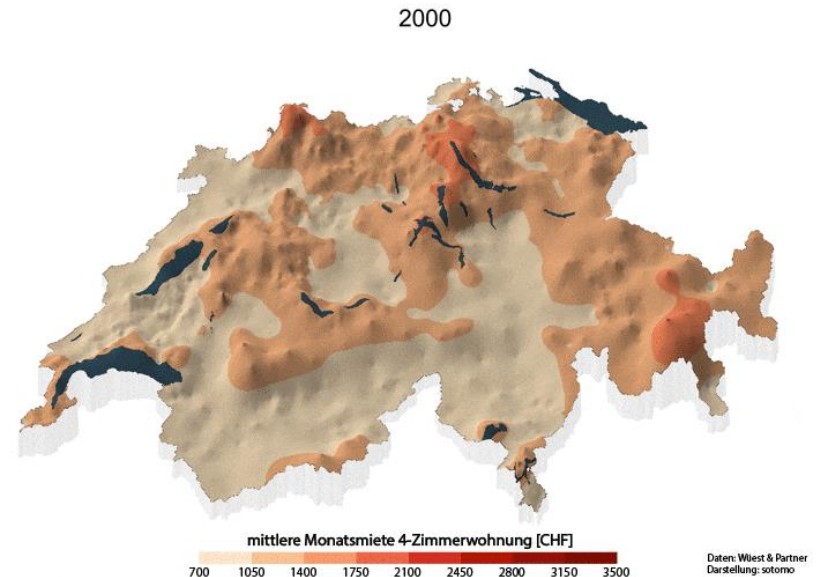 2000
mittlere Monatsmiete 4-Zimmerwohnung [CHF]
700 1050 1400 1750 2100 2450 2800 3150 3500
Daten: Wüest & Partner
Darstellung: sotomo